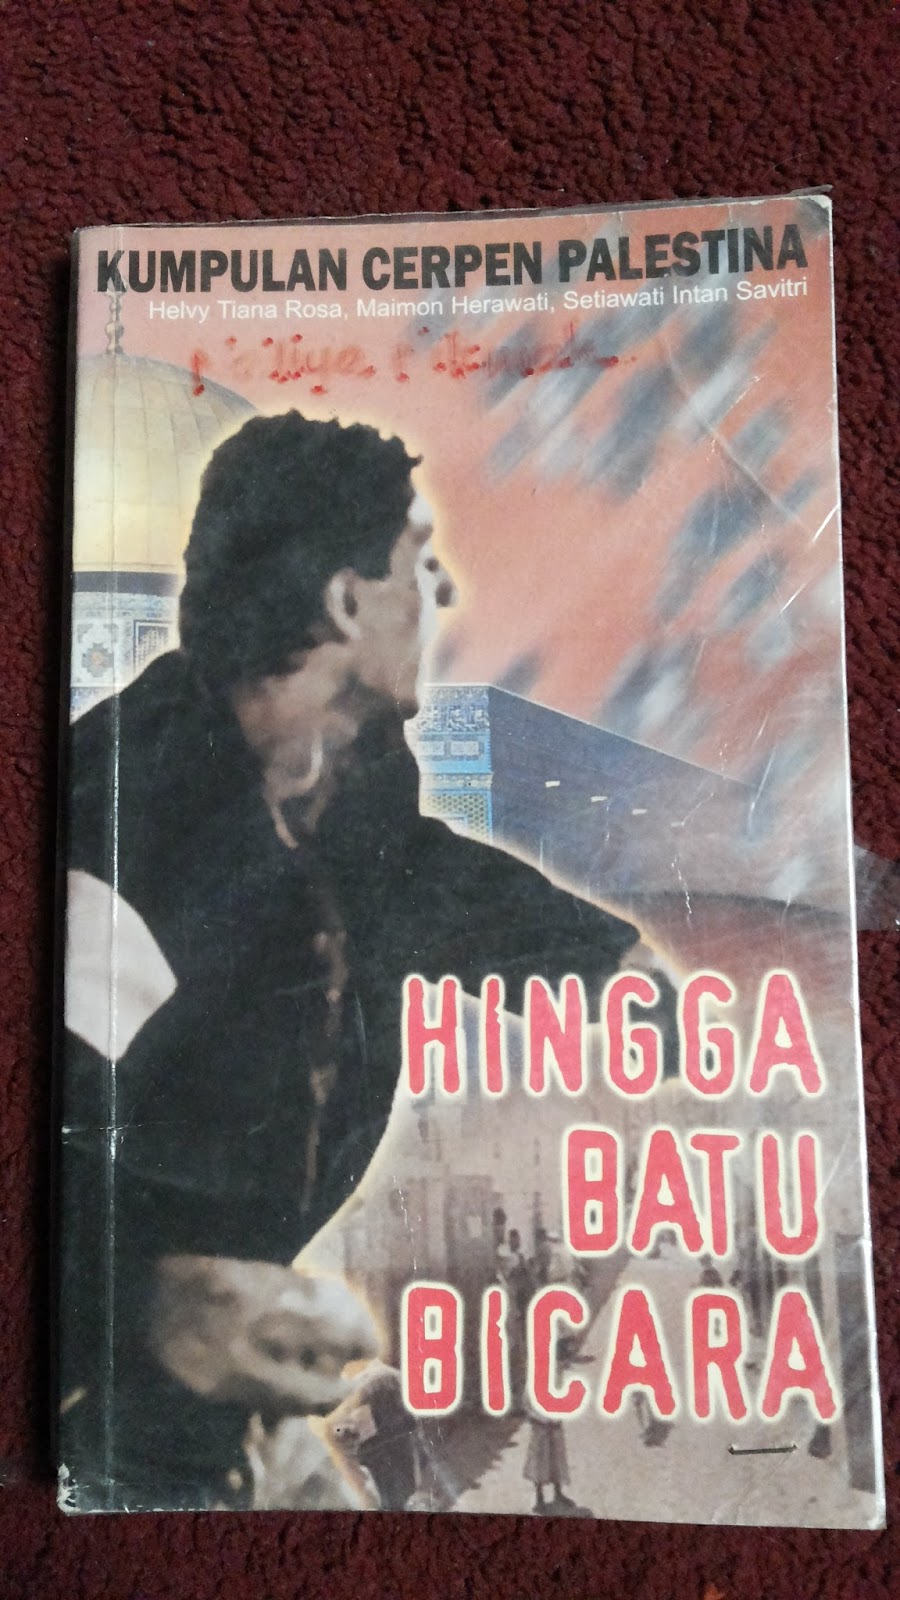 KUMPULAN CERPEN PALESTINA
Helvy Tiana Rosa, Maimon Herawati, Setiawati Intan Savitri
HINGGA
BATU
BICARA